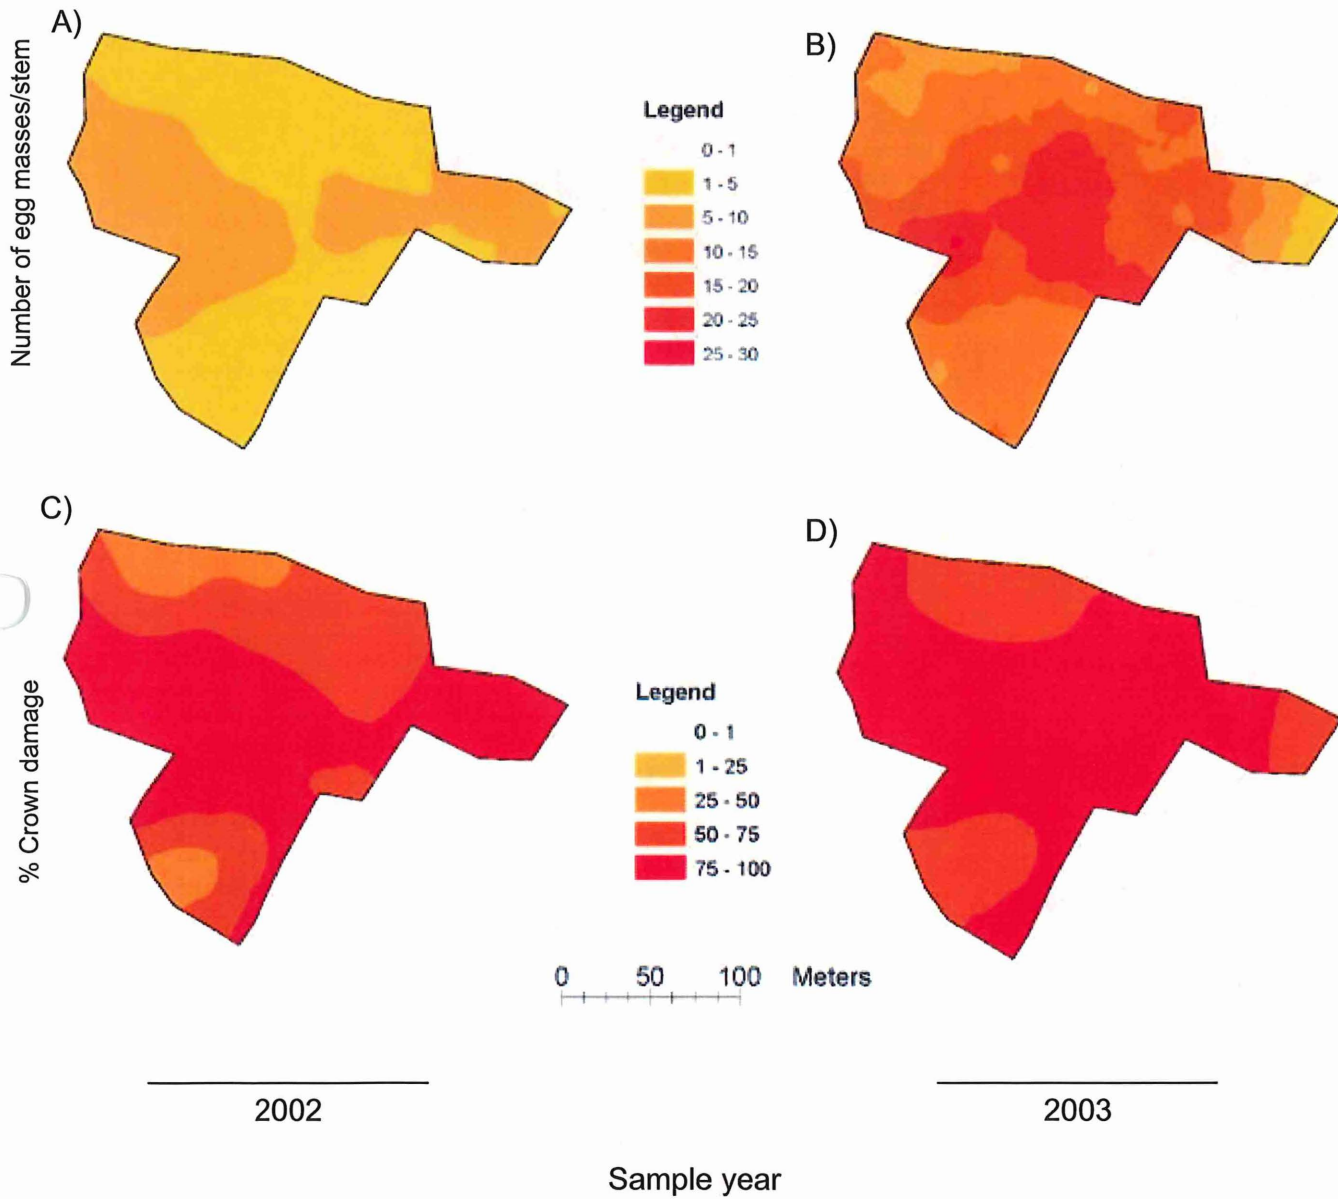 A)
B)
Number of egg masses/stem
Legend
0 - 1
1 - 5
5 - 10
10 - 15
15 - 20
20 - 25
25 - 30
C)
D)
% Crown damage
Legend
0 - 1
1 - 25
25 - 50
50 - 75
75 - 100
0 50 100 Meters
2002
2003
Sample year